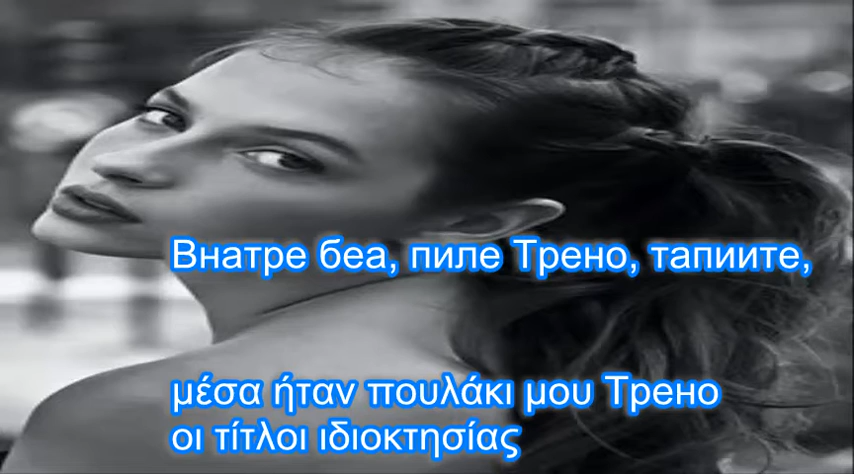 Внатре беа, пиле Трено, тапиите,
μέσα ήταν πουλάκι μου Τρενο
οι τίτλοι ιδιοκτησίας